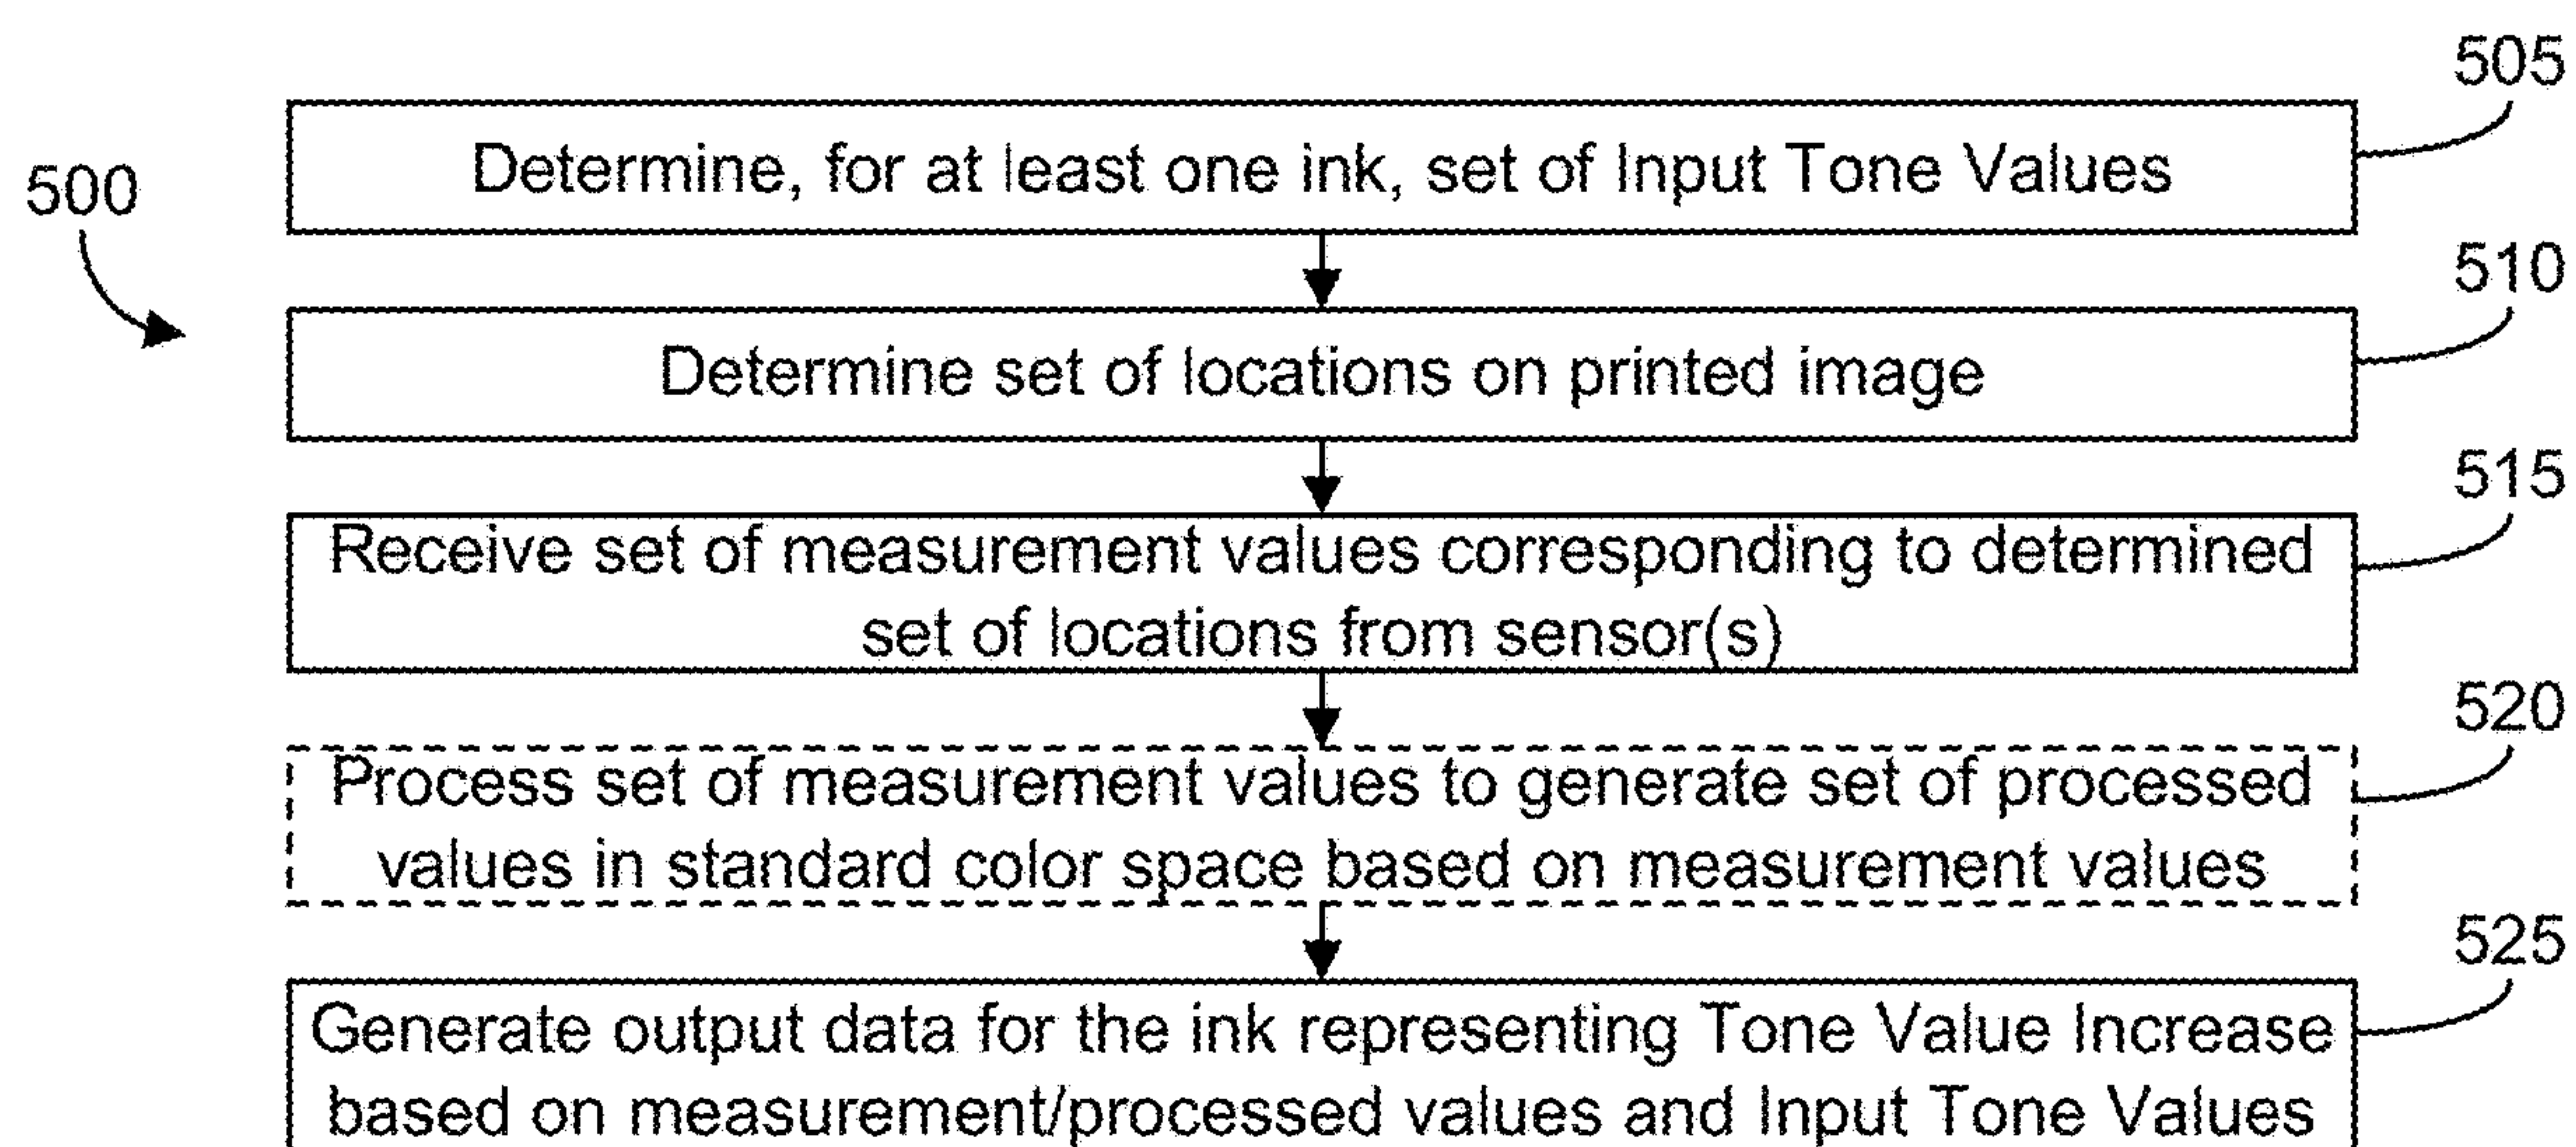 505
Determine, for at least one ink, set of Input Tone Values
500
510
Determine set of locations on printed image
515
Receive set of measurement values corresponding to determined
set of locations from sensor(s)
520
Process set of measurement values to generate set of processed
values in standard color space based on measurement values
525
Generate output data for the ink representing Tone Value Increase
based on measurement/processed values and Input Tone Values